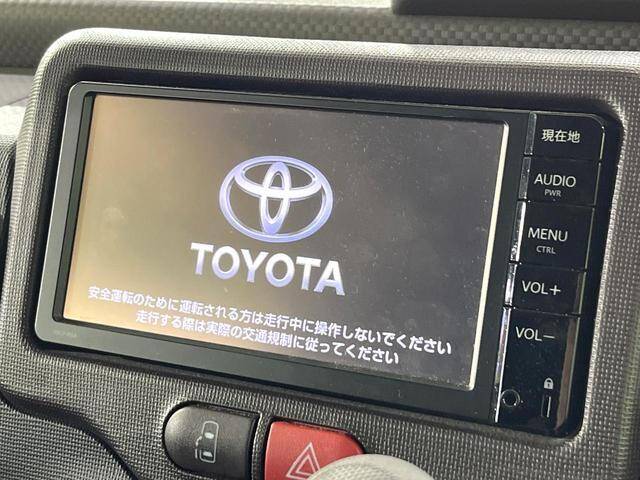 TOYOTA
安全運転のために運転される方は走行中に操作しないでください
走行する際は実際の交通規制に従ってください
現在地
AUDIO
PWR
MENU
CTRL
VOL+
VOL−